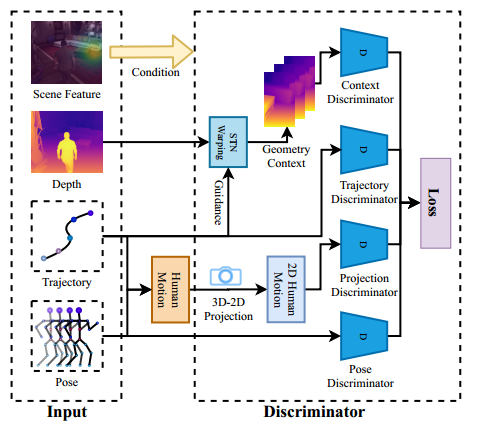 Scene Feature
Condition
Depth
STN
Warping
Geometry
Context
Guidance
Trajectory
Human
Motion
3D-2D
Projection
2D Human
Motion
Pose
D
Context
Discriminator
D
Trajectory
Discriminator
D
Projection
Discriminator
D
Pose
Discriminator
Loss
Input
Discriminator